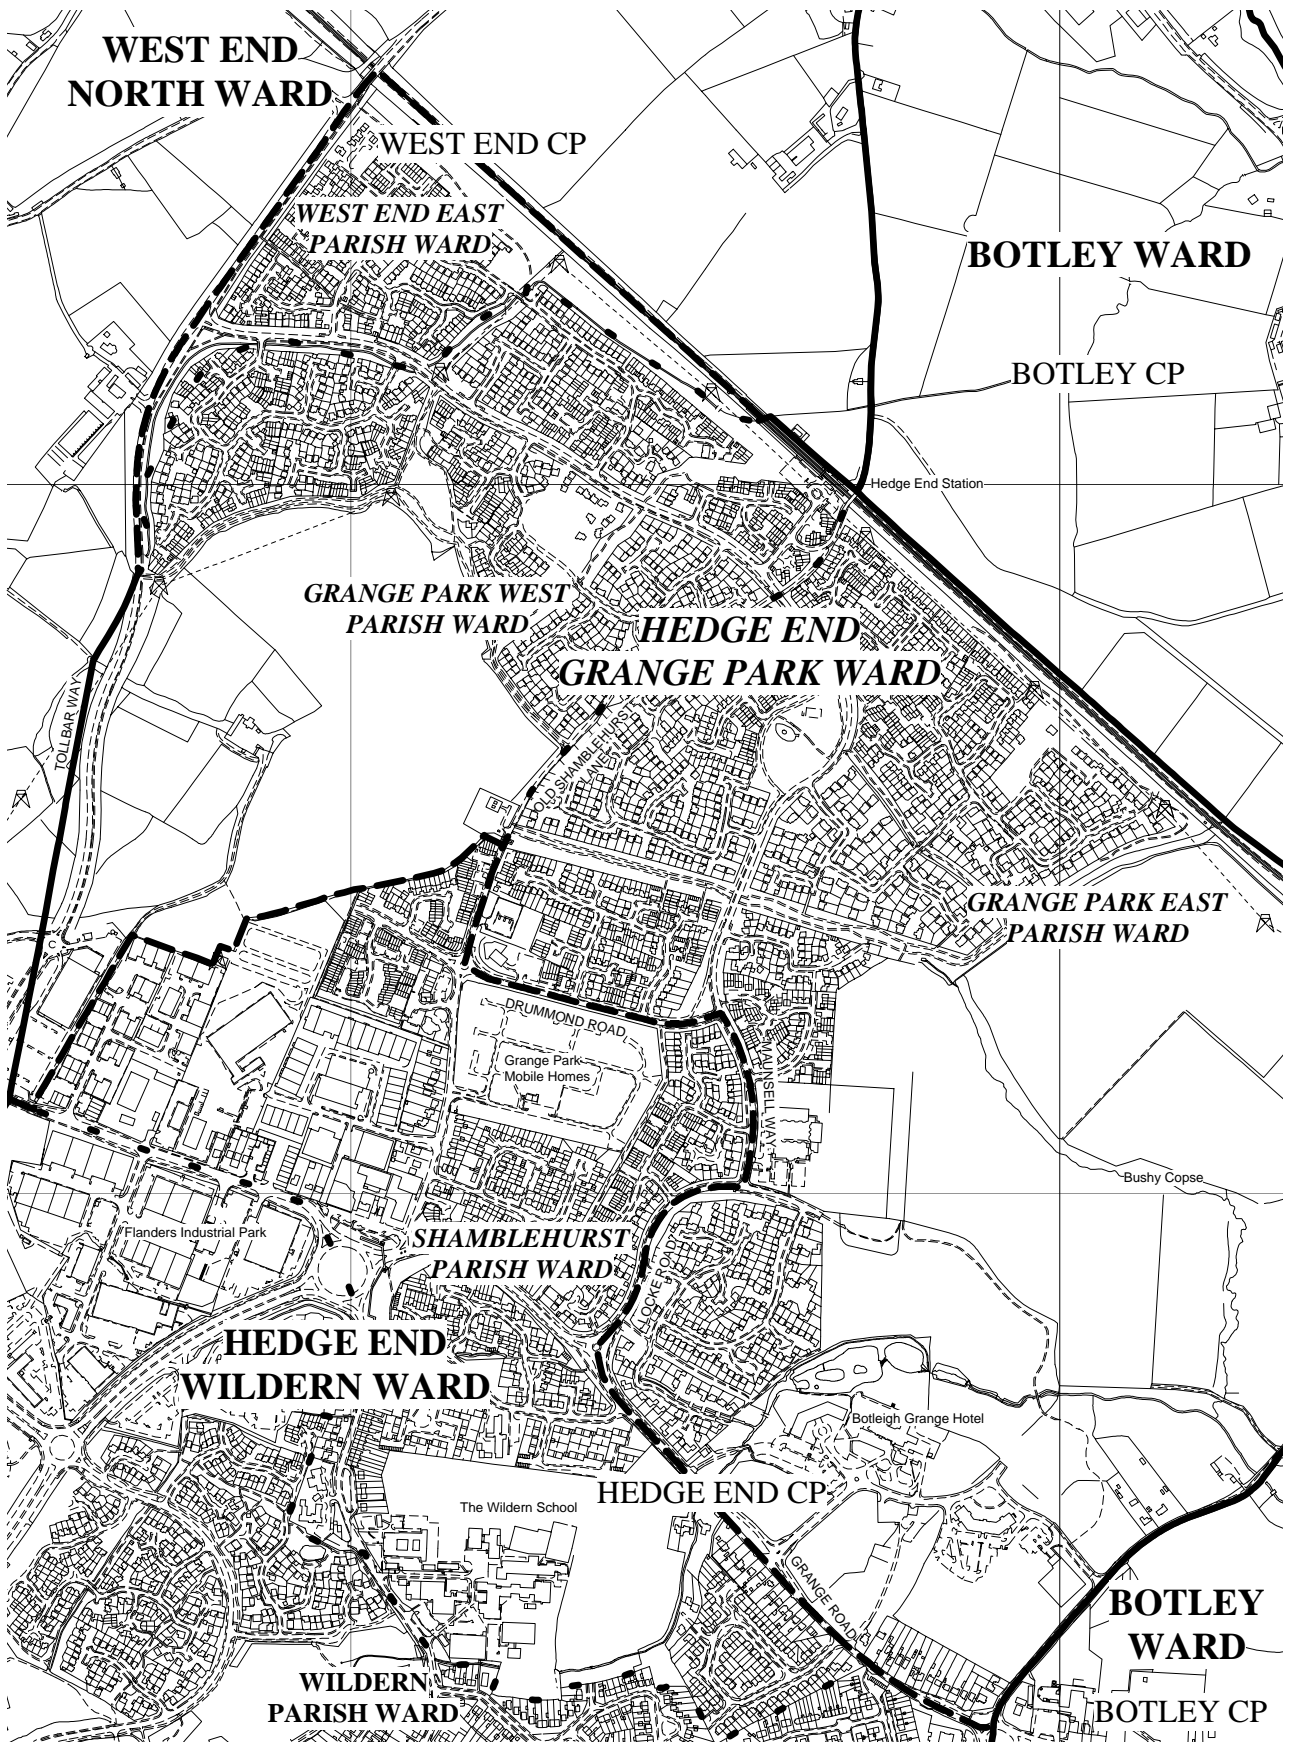 WEST END
NORTH WARD
WEST END CP
WEST END EAST
PARISH WARD
BOTLEY WARD
BOTLEY CP
Hedge End Station
GRANGE PARK WEST
PARISH WARD
HEDGE END
GRANGE PARK WARD
TOLLBAR WAY
OLD SHAMBLEHURST
LANE
GRANGE PARK EAST
PARISH WARD
DRUMMOND ROAD
Grange Park
Mobile Homes
MAUNSEL WAY
Bushy Copse
Flanders Industrial Park
SHAMBLEHURST
PARISH WARD
LOCKE ROAD
HEDGE END
WILDERN WARD
Botleigh Grange Hotel
HEDGE END CP
The Wildern School
GRANGE ROAD
BOTLEY
WARD
WILDERN
PARISH WARD
BOTLEY CP